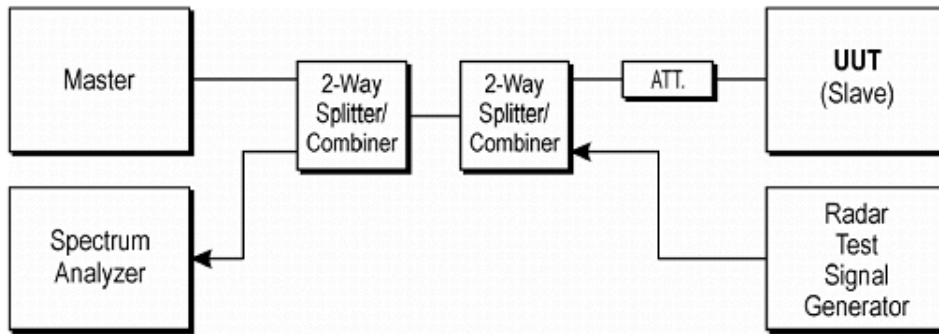 Master
2-Way
Splitter/
Combiner
2-Way
Splitter/
Combiner
ATT.
UUT
(Slave)
Spectrum
Analyzer
Radar
Test
Signal
Generator